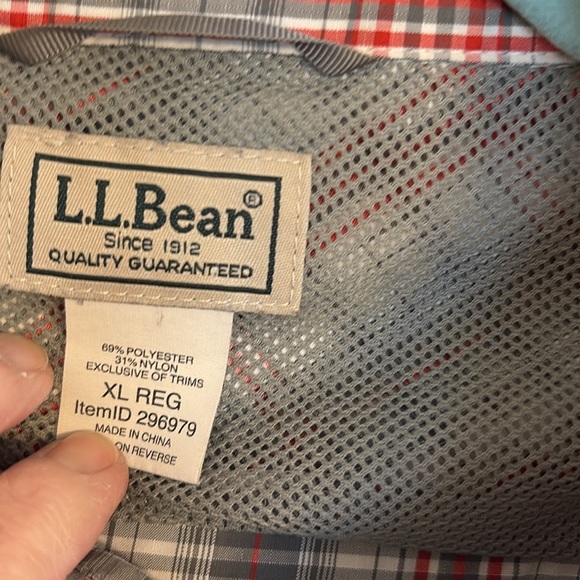 L.L.Bean®
Since 1912
QUALITY GUARANTEED
69% POLYESTER
31% NYLON
EXCLUSIVE OF TRIMS
XL REG
ItemID 296979
MADE IN CHINA
ON REVERSE